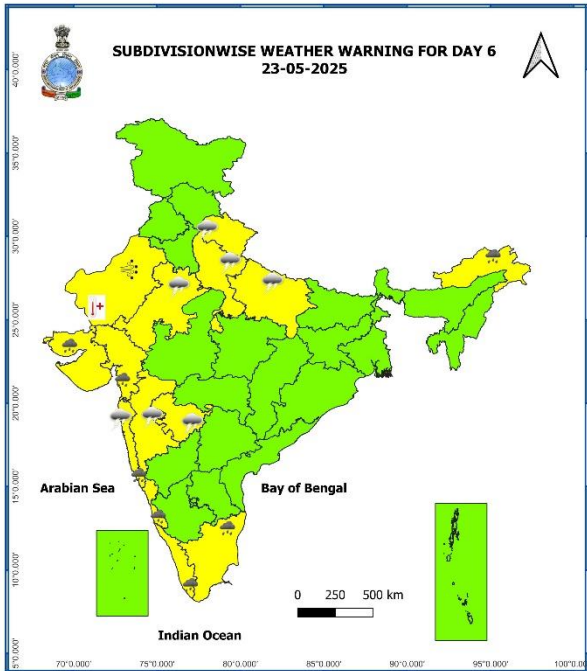 SUBDIVISIONWISE WEATHER WARNING FOR DAY 6
23-05-2025
40°0.000'
35°0.000'
30°0.000'
25°0.000'
20°0.000'
15°0.000'
10°0.000'
5°0.000'
Arabian Sea
Bay of Bengal
0 250 500 km
Indian Ocean
70°0.000' 75°0.000' 80°0.000' 85°0.000' 90°0.000' 95°0.000' 100°0.0